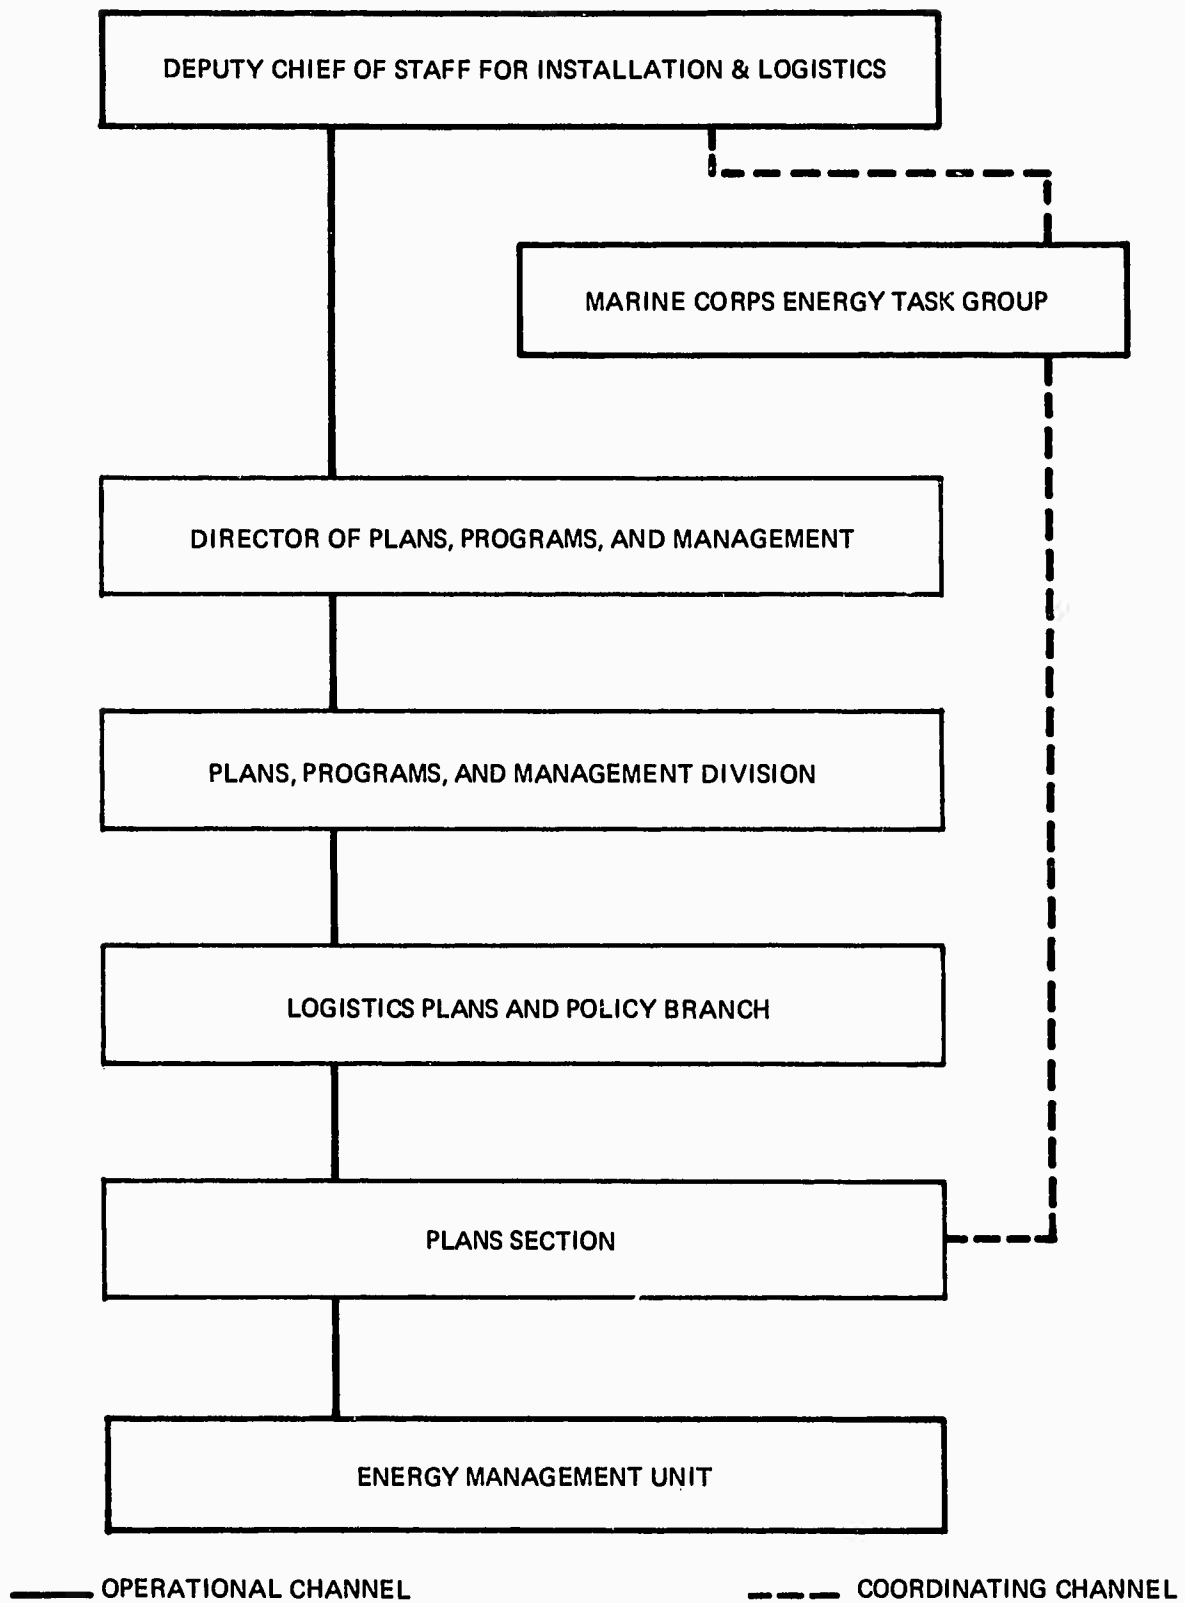 DEPUTY CHIEF OF STAFF FOR INSTALLATION & LOGISTICS
MARINE CORPS ENERGY TASK GROUP
DIRECTOR OF PLANS, PROGRAMS, AND MANAGEMENT
PLANS, PROGRAMS, AND MANAGEMENT DIVISION
LOGISTICS PLANS AND POLICY BRANCH
PLANS SECTION
ENERGY MANAGEMENT UNIT
OPERATIONAL CHANNEL
COORDINATING CHANNEL